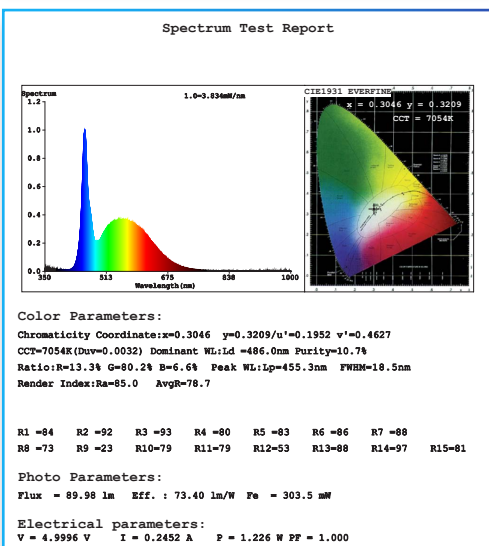 Spectrum Test Report
Spectrum
1.0=3.834mW/nm
1.2
1.0
0.8
0.6
0.4
0.2
0.0
350 513 675 838 1000
Wavelength(nm)
CIE1931 EVERFINE
x = 0.3046 y = 0.3209
CCT = 7054K
Color Parameters:
Chromaticity Coordinate:x=0.3046 y=0.3209/u'=0.1952 v'=0.4627
CCT=7054K(Duv=0.0032) Dominant WL:Ld =486.0nm Purity=10.7%
Ratio:R=13.3% G=80.2% B=6.6% Peak WL:Lp=455.3nm FWHM=18.5nm
Render Index:Ra=85.0 AvgR=78.7
R1 =84 R2 =92 R3 =93 R4 =80 R5 =83 R6 =86 R7 =88
R8 =73 R9 =23 R10=79 R11=79 R12=53 R13=88 R14=97 R15=81
Photo Parameters:
Flux = 89.98 lm Eff. : 73.40 lm/W Fe = 303.5 mW
Electrical parameters:
V = 4.9996 V I = 0.2452 A P = 1.226 W PF = 1.000